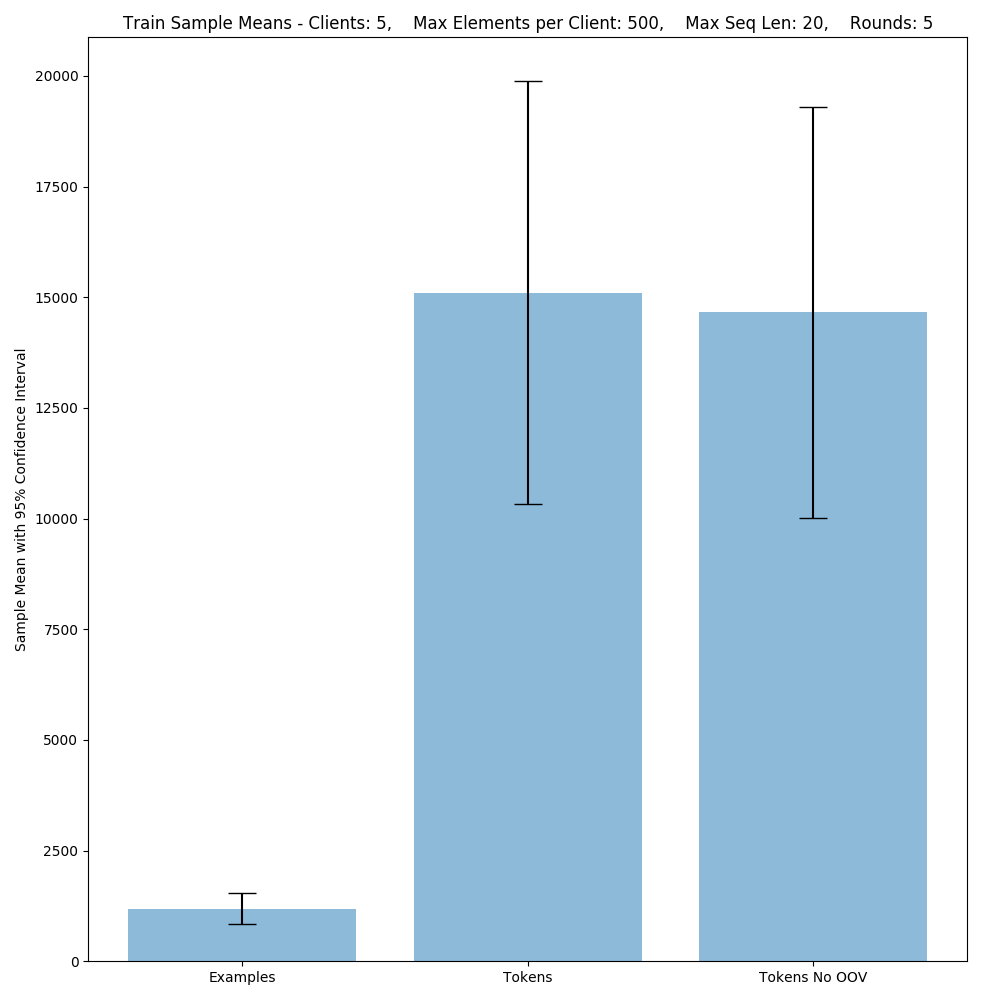 Train Sample Means - Clients: 5,    Max Elements per Client: 500,    Max Seq Len: 20,    Rounds: 5
Sample Mean with 95% Confidence Interval
20000
17500
15000
12500
10000
7500
5000
2500
0
Examples
Tokens
Tokens No OOV